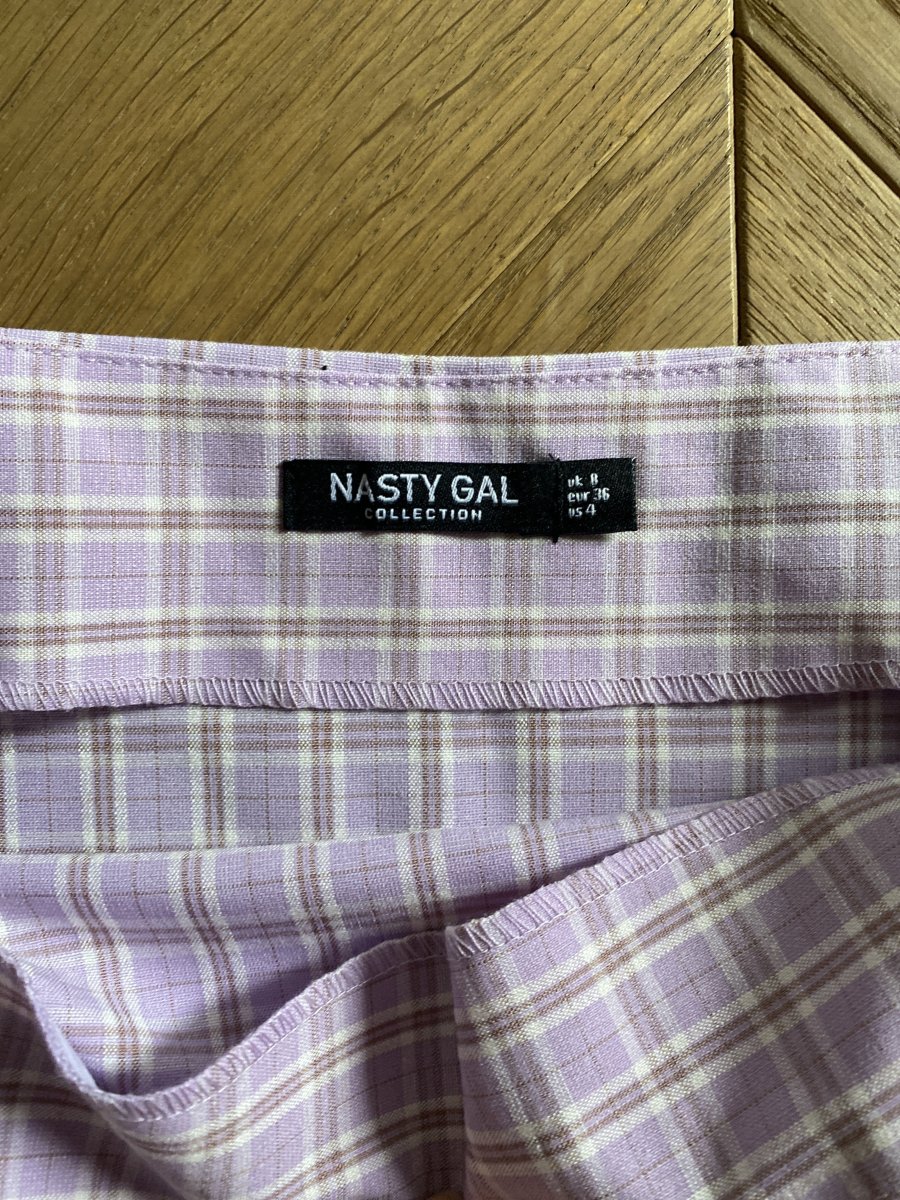 NASTY GAL
COLLECTION
uk 8
eur 36
us 4